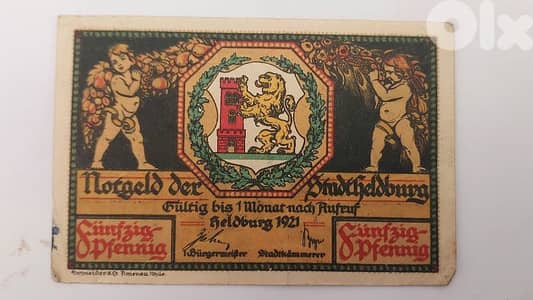 olx
Notgeld der Stadt Heldburg
Gültig bis 1 Monat nach Aufruf
Heldburg 1921
Fünfzig-
Pfennig
1. Bürgermeister Stadtkämmerer
Fünfzig-
Pfennig